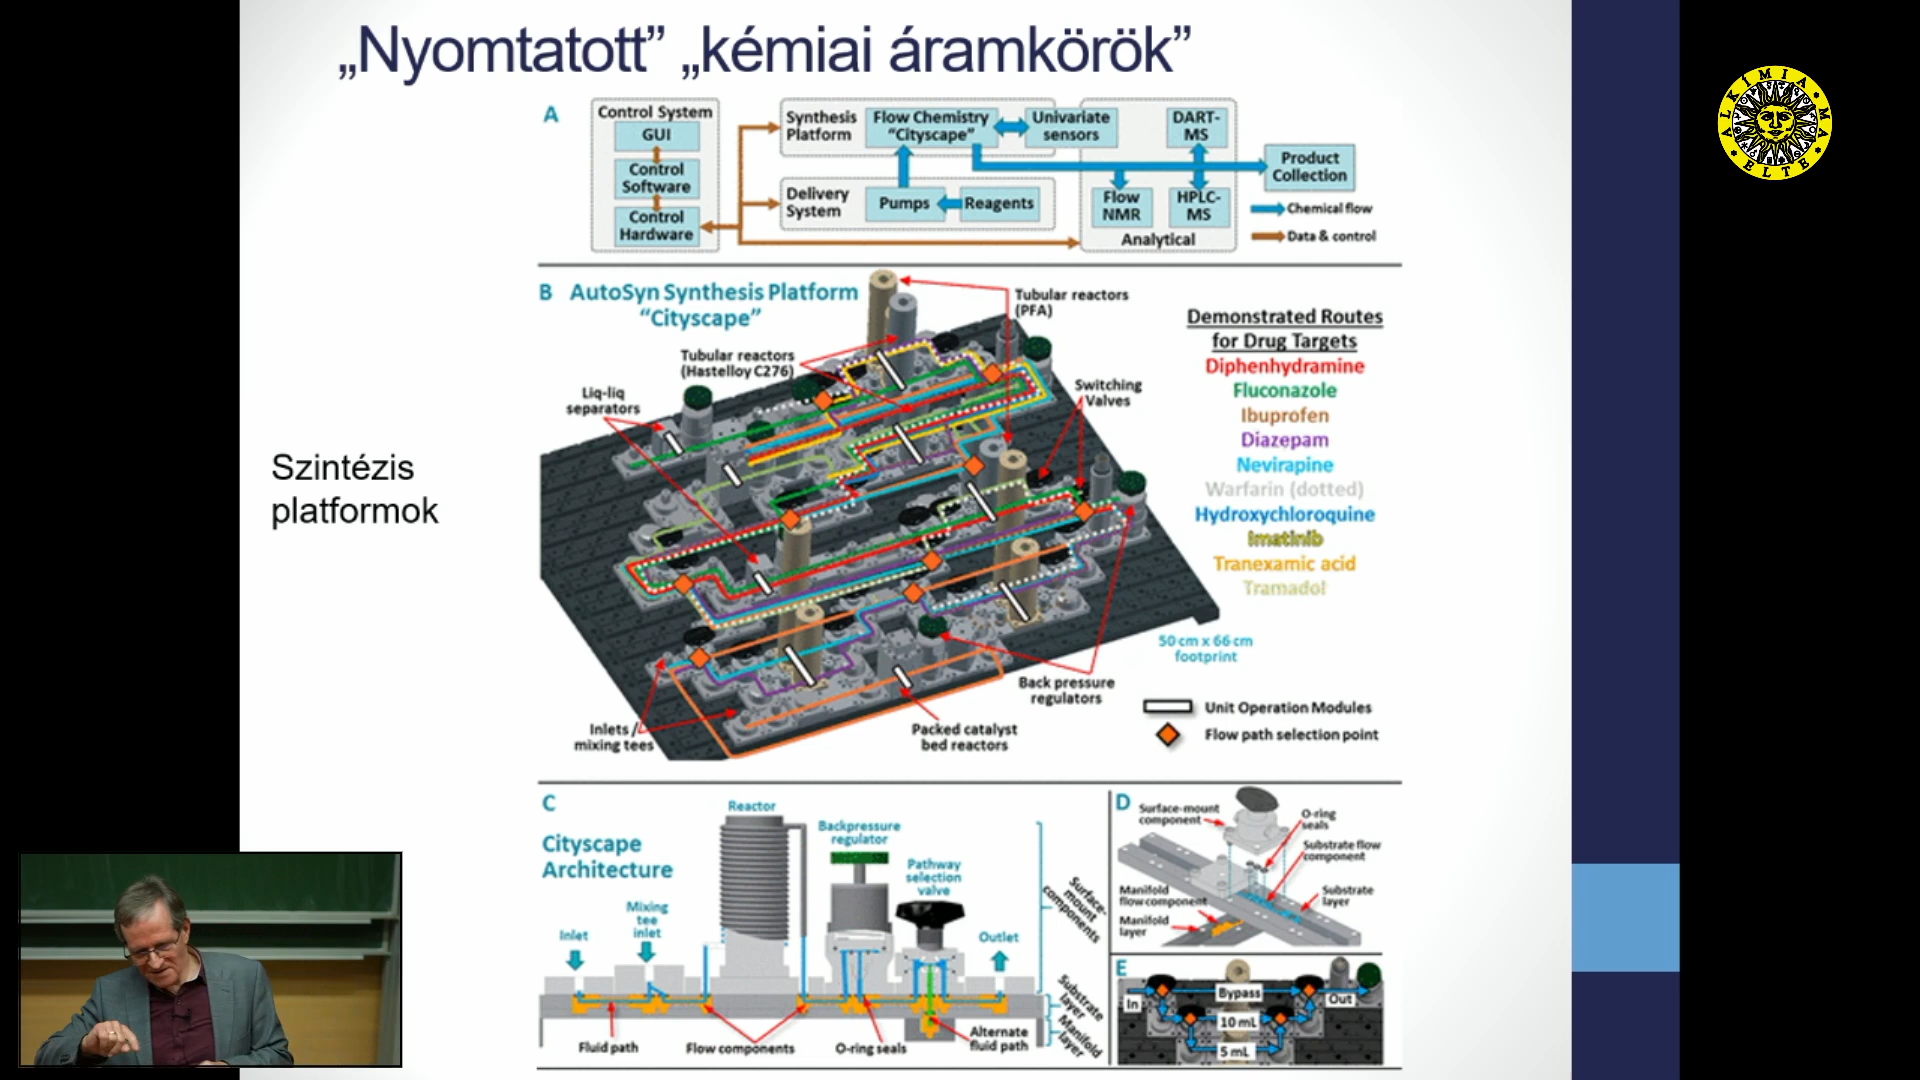 „Nyomtatott” „kémiai áramkörök”
ALKÍMIA MA
ELTE
Szintézis
platformok
A
Control System
GUI
Control
Software
Control
Hardware
Synthesis
Platform
Flow Chemistry
“Cityscape”
Univariate
sensors
Delivery
System
Pumps
Reagents
DART-
MS
Flow
NMR
HPLC-
MS
Analytical
Product
Collection
Chemical flow
Data & control
B AutoSyn Synthesis Platform
“Cityscape”
Tubular reactors
(PFA)
Tubular reactors
(Hastelloy C276)
Liq-liq
separators
Switching
Valves
Inlets /
mixing tees
Packed catalyst
bed reactors
Back pressure
regulators
Demonstrated Routes
for Drug Targets
Diphenhydramine
Fluconazole
Ibuprofen
Diazepam
Nevirapine
Warfarin (dotted)
Hydroxychloroquine
Imatinib
Tranexamic acid
Tramadol
50 cm x 66 cm
footprint
Unit Operation Modules
Flow path selection point
C
Cityscape
Architecture
Reactor
Backpressure
regulator
Pathway
selection
valve
Mixing
tee
inlet
Inlet
Outlet
Surface-
mount
components
Substrate
layer
Manifold
layer
Fluid path
Flow components
O-ring seals
Alternate
fluid path
D
Surface-mount
component
O-ring
seals
Substrate flow
component
Manifold
flow component
Substrate
layer
Manifold
layer
E
In
Bypass
Out
10 mL
5 mL